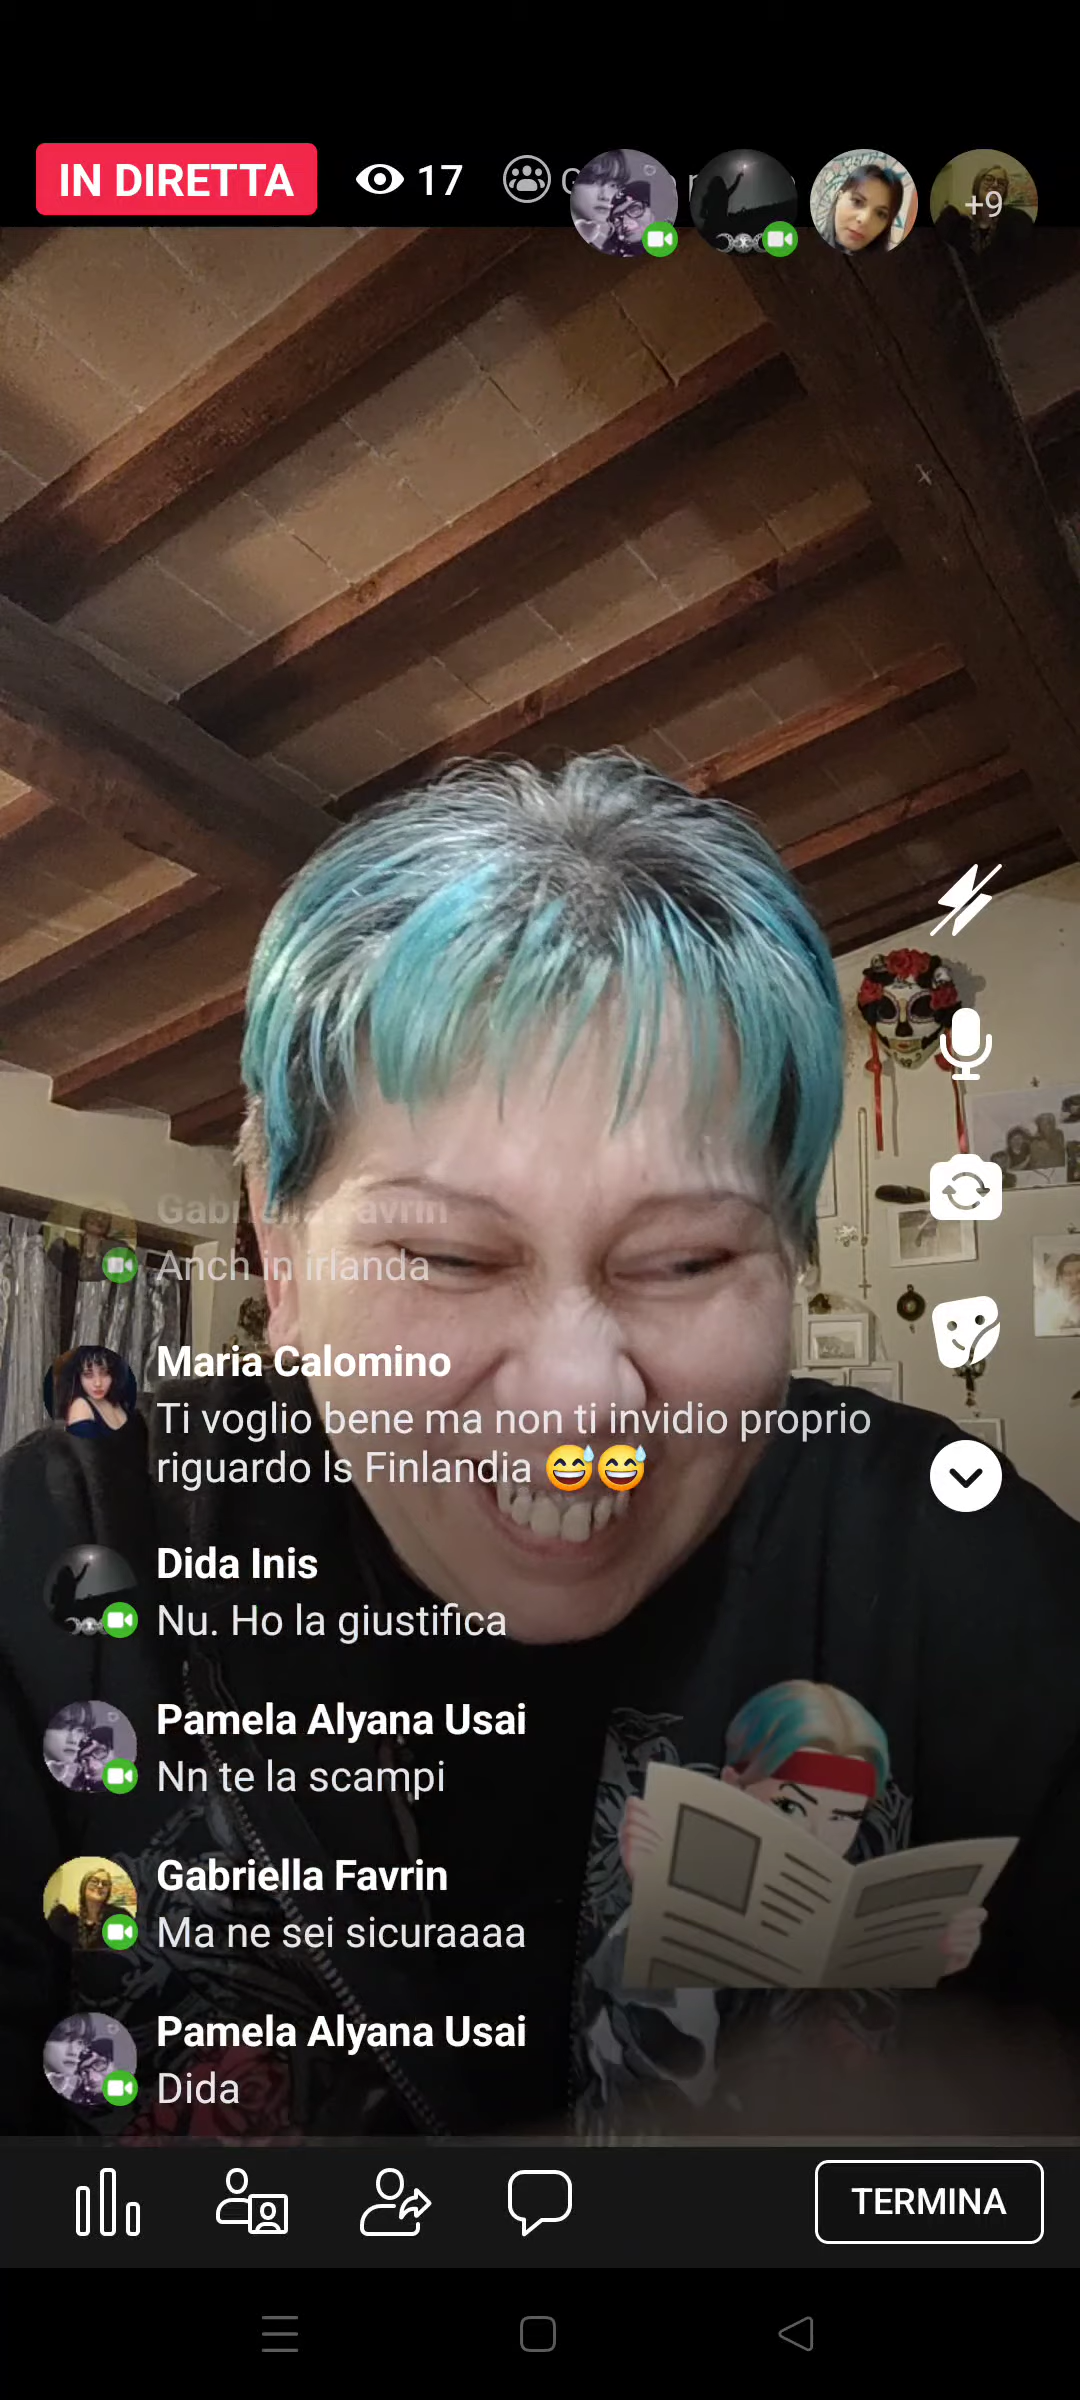 IN DIRETTA
17
+9
Gabriella Favrin
Anch in irlanda
Maria Calomino
Ti voglio bene ma non ti invidio proprio
riguardo ls Finlandia 😅😅
Dida Inis
Nu. Ho la giustifica
Pamela Alyana Usai
Nn te la scampi
Gabriella Favrin
Ma ne sei sicuraaaa
Pamela Alyana Usai
Dida
TERMINA